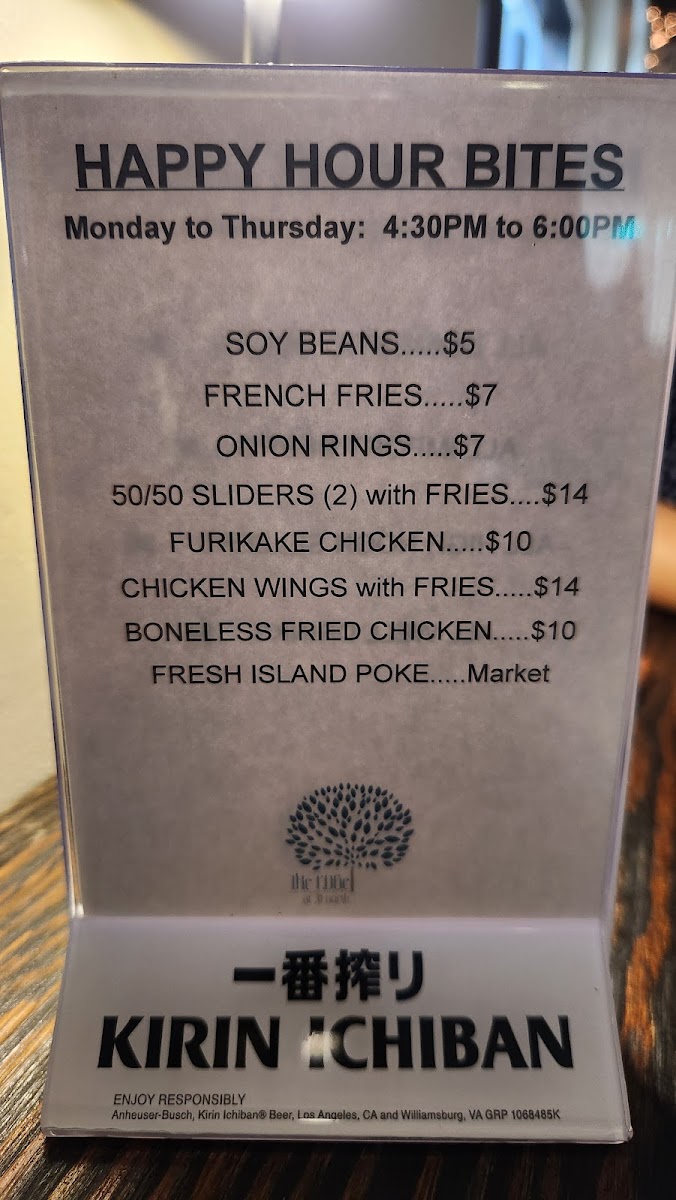 HAPPY HOUR BITES
Monday to Thursday: 4:30PM to 6:00PM
SOY BEANS.....$5
FRENCH FRIES.....$7
ONION RINGS.....$7
50/50 SLIDERS (2) with FRIES....$14
FURIKAKE CHICKEN.....$10
CHICKEN WINGS with FRIES.....$14
BONELESS FRIED CHICKEN.....$10
FRESH ISLAND POKE.....Market
一番搾り
KIRIN ICHIBAN
ENJOY RESPONSIBLY
Anheuser-Busch, Kirin Ichiban® Beer, Los Angeles, CA and Williamsburg, VA GRP 1068485K